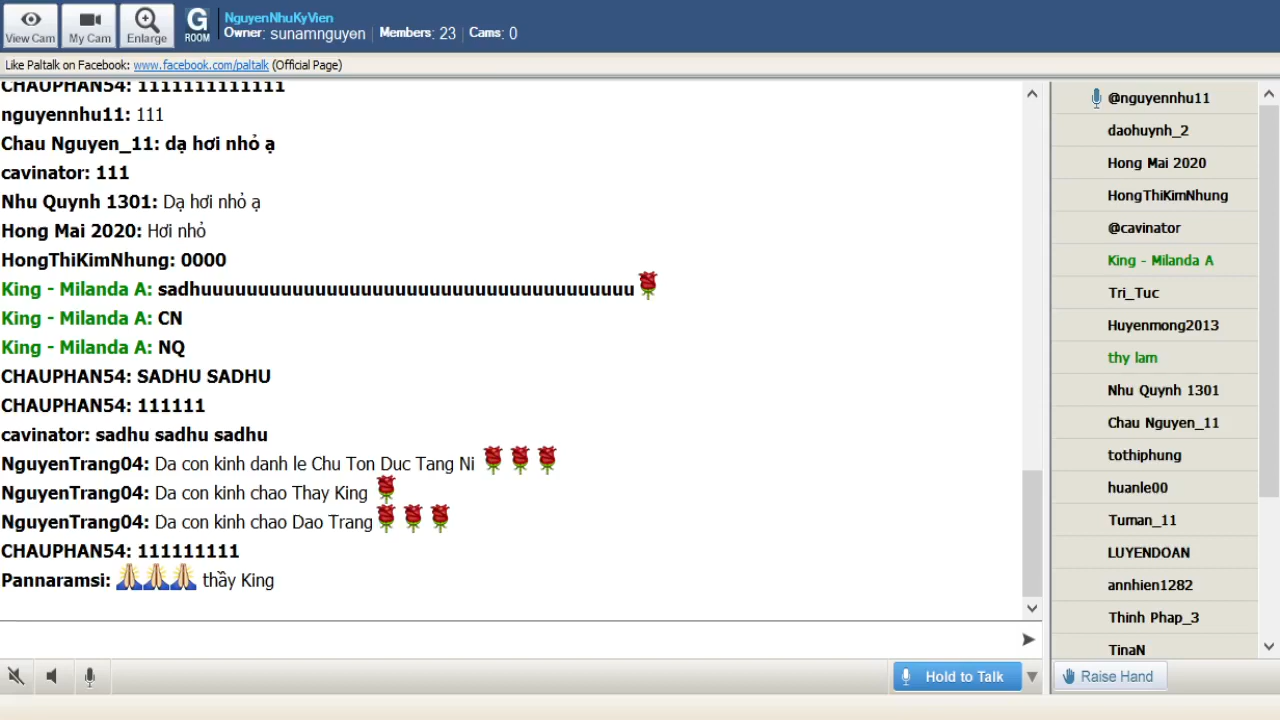 View Cam
My Cam
Enlarge
G
ROOM
NguyenNhuKyVien
Owner: sunamnguyen | Members: 23 | Cams: 0
Like Paltalk on Facebook: www.facebook.com/paltalk (Official Page)
CHAUPHAN54: 1111111111111
nguyennhu11: 111
Chau Nguyen_11: dạ hơi nhỏ ạ
cavinator: 111
Nhu Quynh 1301: Dạ hơi nhỏ ạ
Hong Mai 2020: Hơi nhỏ
HongThiKimNhung: 0000
King - Milanda A: sadhuuuuuuuuuuuuuuuuuuuuuuuuuuuuuuuuuuuuuu
King - Milanda A: CN
King - Milanda A: NQ
CHAUPHAN54: SADHU SADHU
CHAUPHAN54: 111111
cavinator: sadhu sadhu sadhu
NguyenTrang04: Da con kinh danh le Chu Ton Duc Tang Ni
NguyenTrang04: Da con kinh chao Thay King
NguyenTrang04: Da con kinh chao Dao Trang
CHAUPHAN54: 111111111
Pannaramsi: 🙏🙏🙏 thầy King
@nguyennhu11
daohuynh_2
Hong Mai 2020
HongThiKimNhung
@cavinator
King - Milanda A
Tri_Tuc
Huyenmong2013
thy lam
Nhu Quynh 1301
Chau Nguyen_11
tothiphung
huanle00
Tuman_11
LUYENDOAN
annhien1282
Thinh Phap_3
TinaN
Hold to Talk
Raise Hand